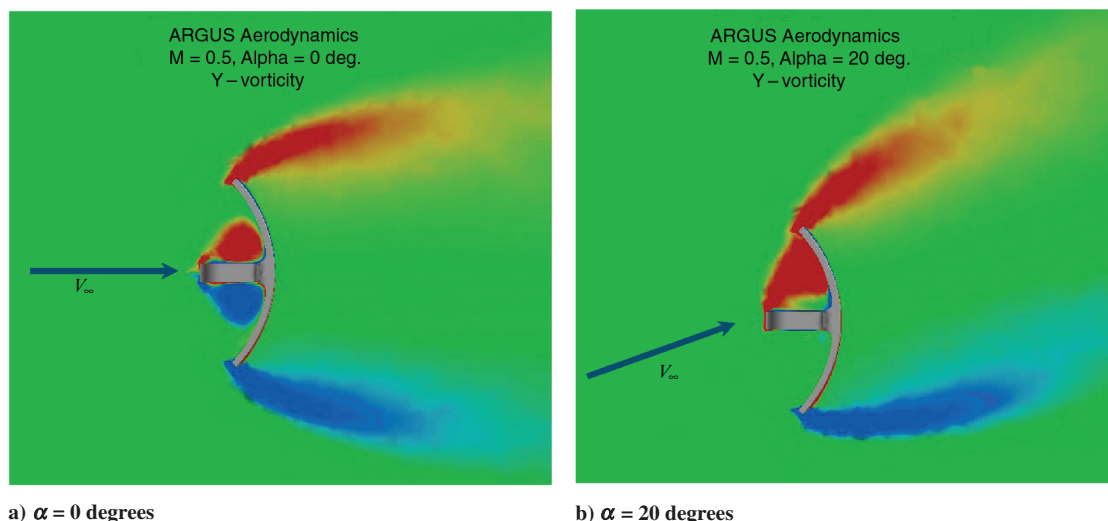 ARGUS Aerodynamics
M = 0.5, Alpha = 0 deg.
Y – vorticity
V∞
a) α = 0 degrees
ARGUS Aerodynamics
M = 0.5, Alpha = 20 deg.
Y – vorticity
V∞
b) α = 20 degrees